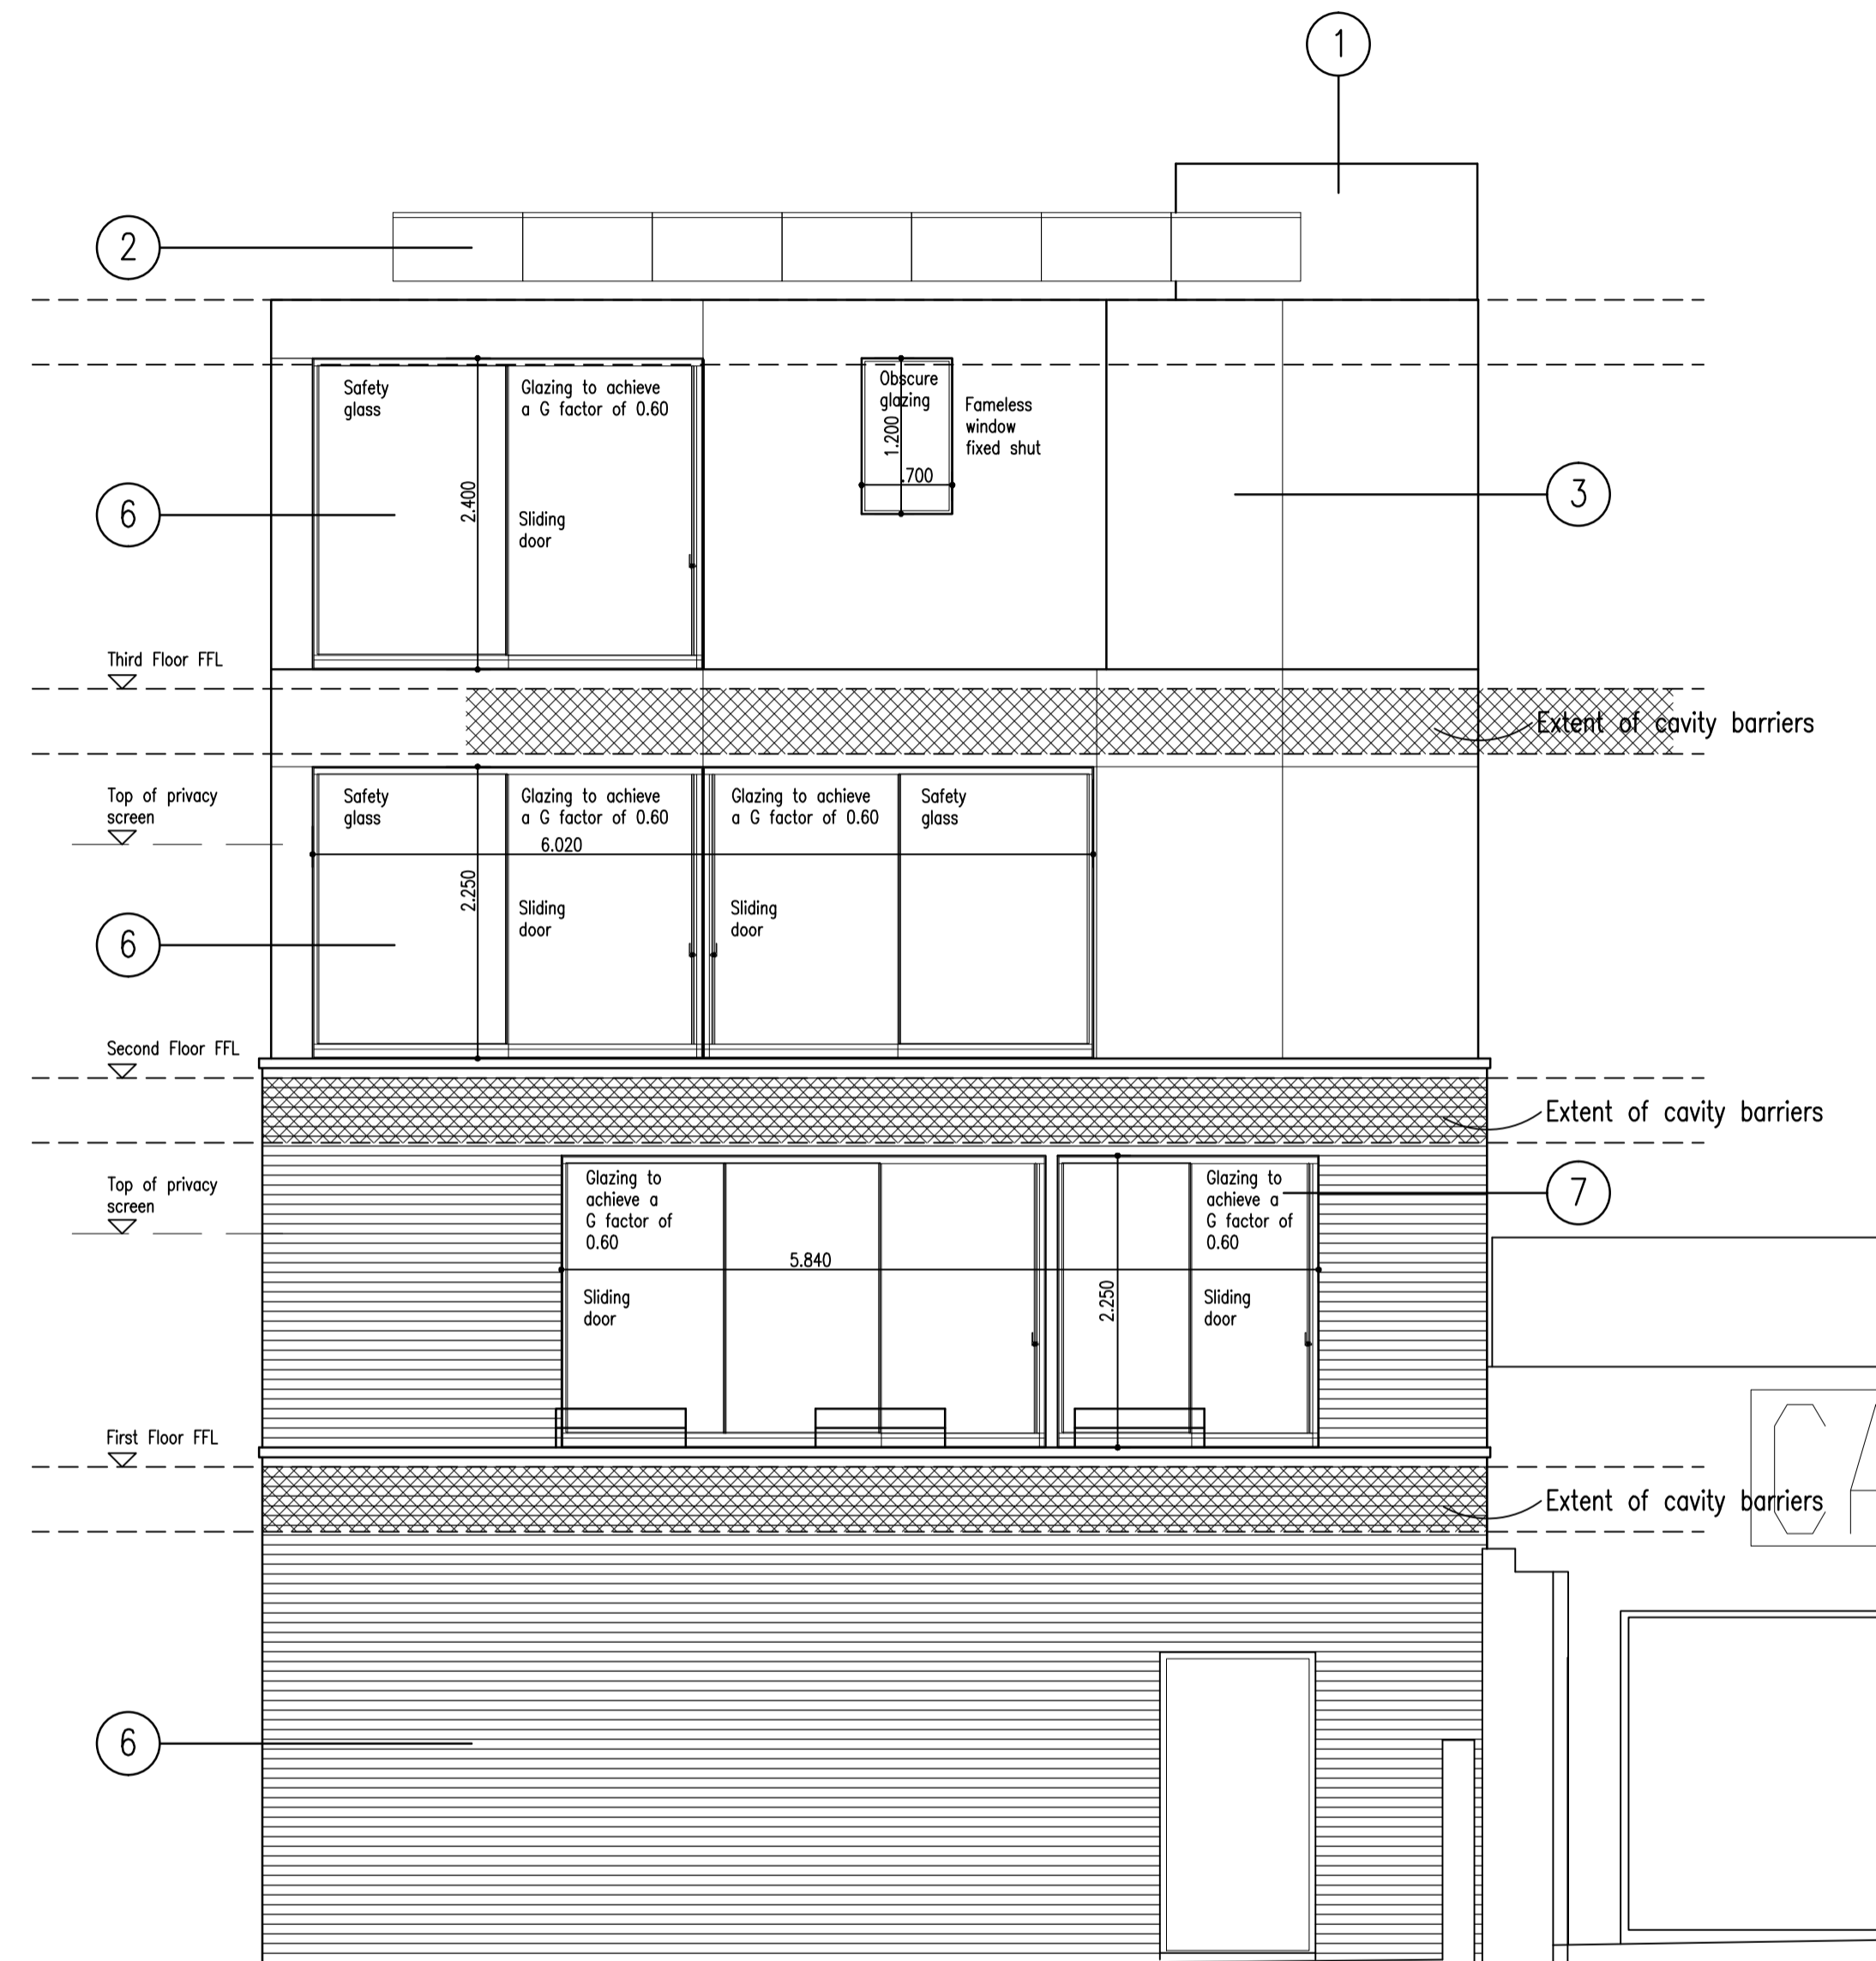 1
2
Safety
glass
Glazing to achieve
a G factor of 0.60
Obscure
glazing
Fameless
window
fixed shut
1.200
.700
2.400
6
Sliding
door
3
Third Floor FFL
Extent of cavity barriers
Top of privacy
screen
Safety
glass
Glazing to achieve
a G factor of 0.60
Glazing to achieve
a G factor of 0.60
Safety
glass
6.020
2.250
Sliding
door
Sliding
door
6
Second Floor FFL
Extent of cavity barriers
Top of privacy
screen
Glazing to
achieve a
G factor of
0.60
Glazing to
achieve a
G factor of
0.60
7
5.840
2.250
Sliding
door
Sliding
door
First Floor FFL
Extent of cavity barriers
6